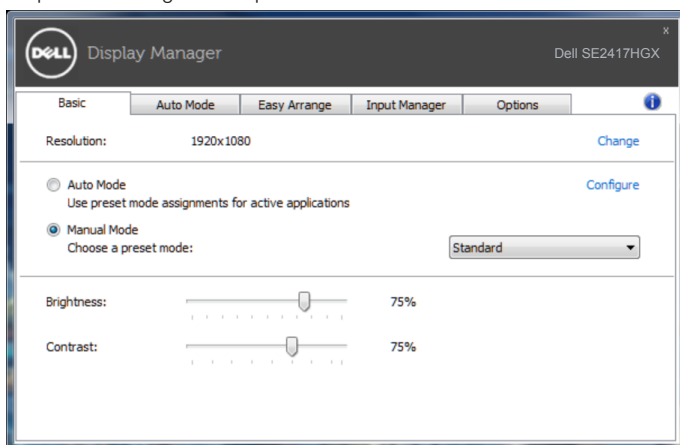 DELL Display Manager
x
Dell SE2417HGX
Basic Auto Mode Easy Arrange Input Manager Options i
Resolution: 1920x1080 Change
Auto Mode Configure
Use preset mode assignments for active applications
Manual Mode
Choose a preset mode: Standard
Brightness: 75%
Contrast: 75%